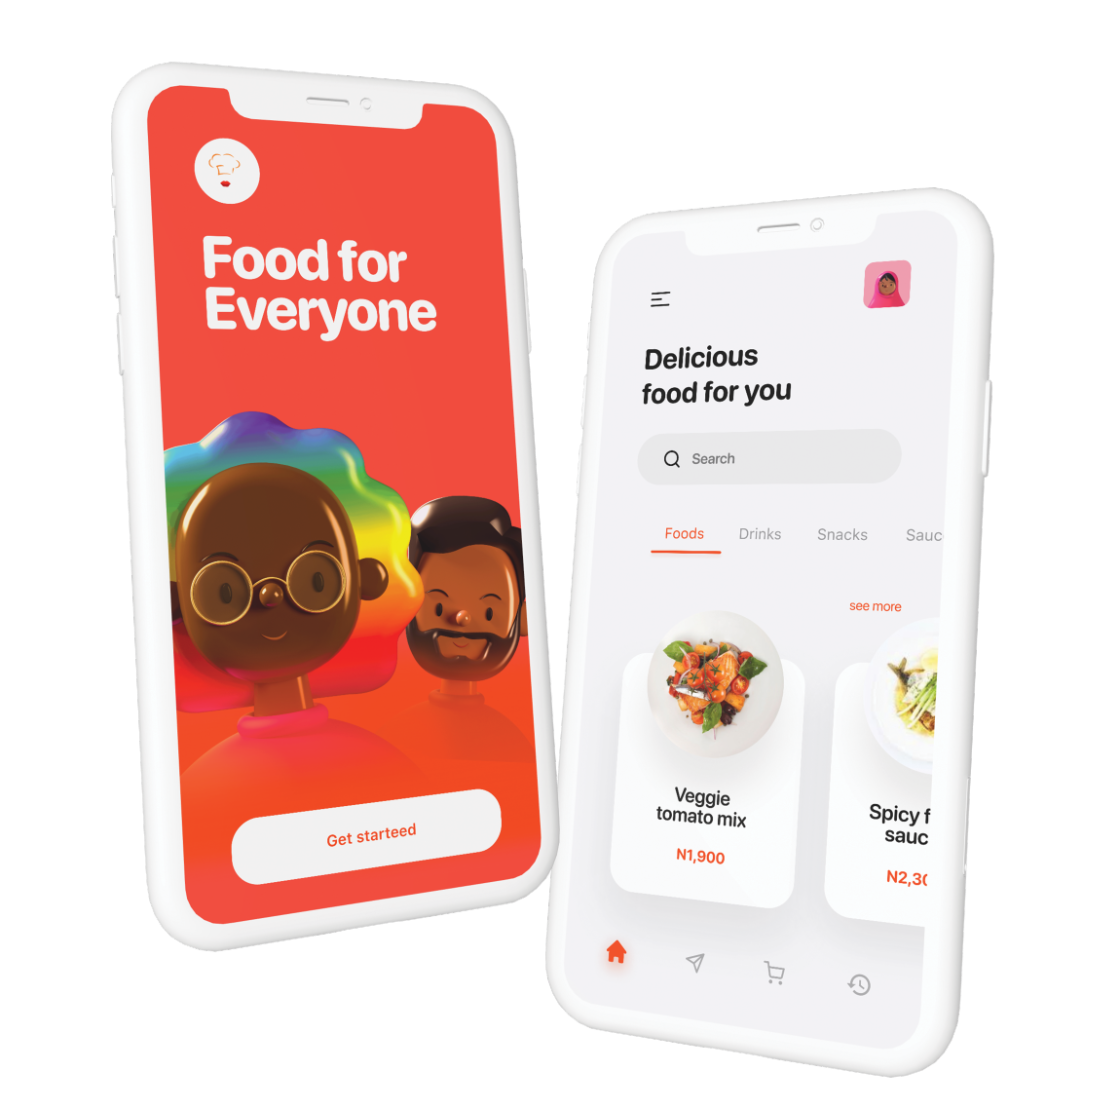 Food for
Everyone
Get starteed
Delicious
food for you
Search
Foods Drinks Snacks Sauc
see more
Veggie
tomato mix
N1,900
Spicy f
sauc
N2,30